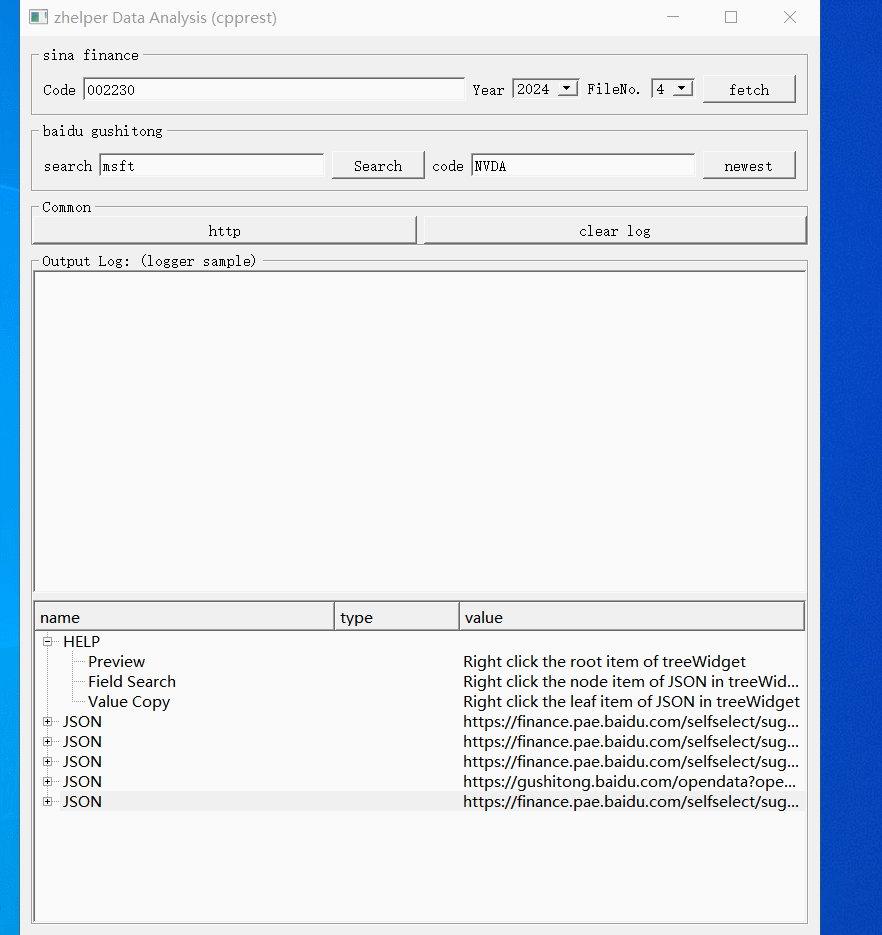 zhelper Data Analysis (cpprest)
sina finance
Code 002230 Year 2024 FileNo. 4 fetch
baidu gushitong
search msft Search code NVDA newest
Common
http clear log
Output Log: (logger sample)
name type value
HELP
Preview Right click the root item of treeWidget
Field Search Right click the node item of JSON in treeWid...
Value Copy Right click the leaf item of JSON in treeWidget
JSON https://finance.pae.baidu.com/selfselect/sug...
JSON https://finance.pae.baidu.com/selfselect/sug...
JSON https://finance.pae.baidu.com/selfselect/sug...
JSON https://gushitong.baidu.com/opendata?ope...
JSON https://finance.pae.baidu.com/selfselect/sug...